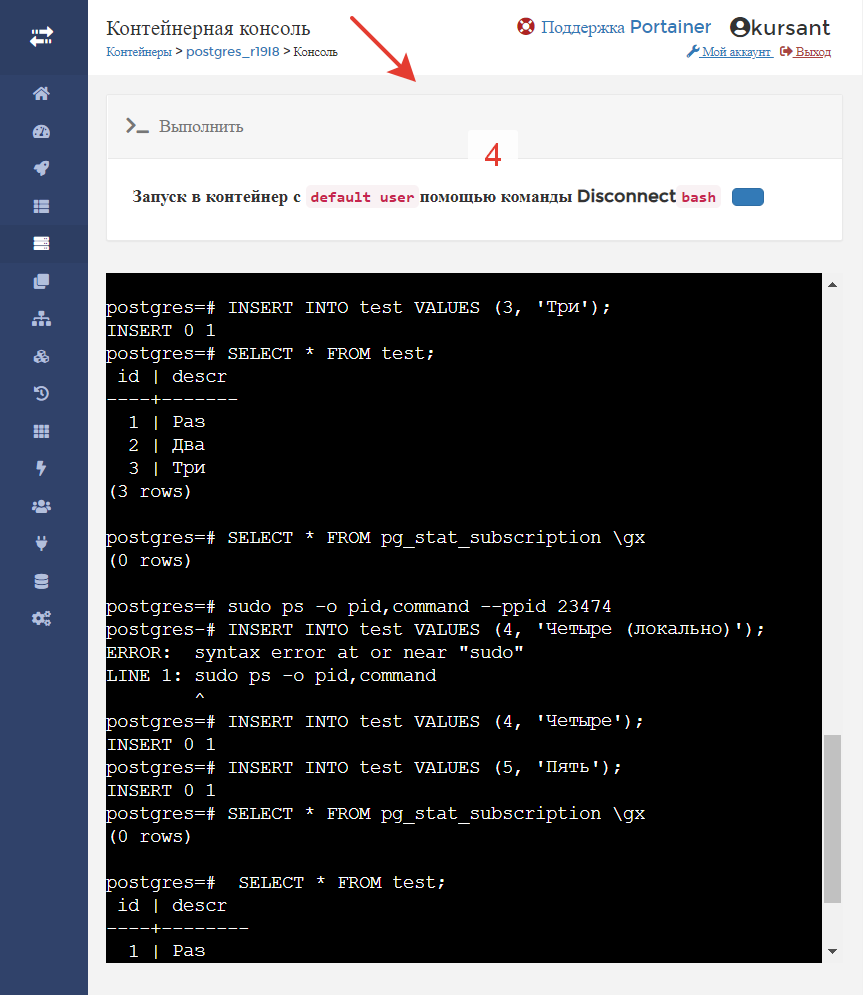 Контейнерная консоль
Поддержка Portainer
kursant
Контейнеры > postgres_r19l8 > Консоль
Мой аккаунт
Выход
Выполнить
4
Запуск в контейнер с default user помощью команды Disconnect bash
postgres=# INSERT INTO test VALUES (3, 'Три');
INSERT 0 1
postgres=# SELECT * FROM test;
 id | descr
----+-------
  1 | Раз
  2 | Два
  3 | Три
(3 rows)
postgres=# SELECT * FROM pg_stat_subscription \gx
(0 rows)
postgres=# sudo ps -o pid,command --ppid 23474
postgres-# INSERT INTO test VALUES (4, 'Четыре (локально)');
ERROR:  syntax error at or near "sudo"
LINE 1: sudo ps -o pid,command
        ^
postgres=# INSERT INTO test VALUES (4, 'Четыре');
INSERT 0 1
postgres=# INSERT INTO test VALUES (5, 'Пять');
INSERT 0 1
postgres=# SELECT * FROM pg_stat_subscription \gx
(0 rows)
postgres=#  SELECT * FROM test;
 id | descr
----+--------
  1 | Раз